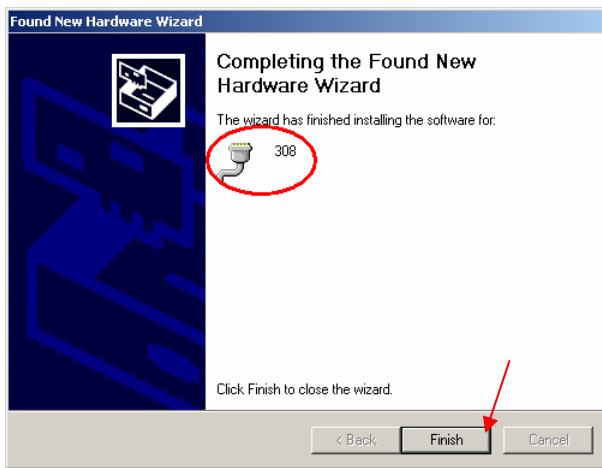 Found New Hardware Wizard
Completing the Found New
Hardware Wizard
The wizard has finished installing the software for:
308
Click Finish to close the wizard.
< Back
Finish
Cancel